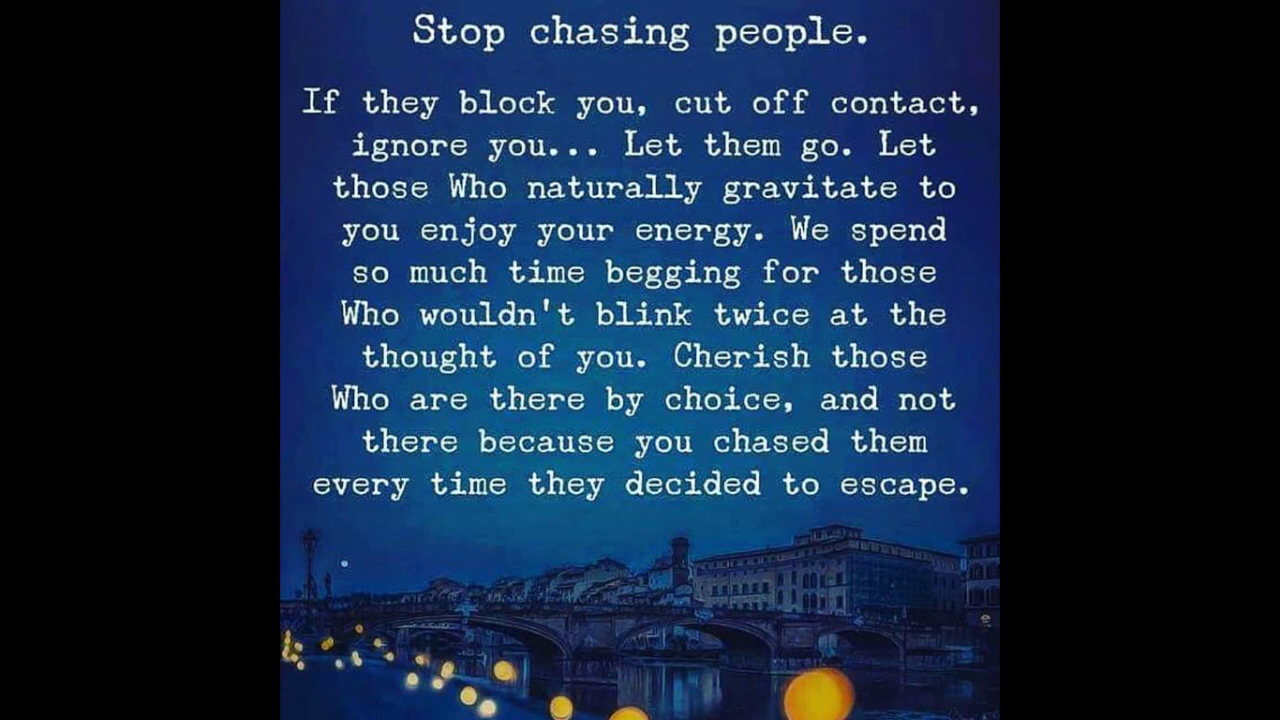 Stop chasing people.
If they block you, cut off contact,
ignore you... Let them go. Let
those Who naturally gravitate to
you enjoy your energy. We spend
so much time begging for those
Who wouldn't blink twice at the
thought of you. Cherish those
Who are there by choice, and not
there because you chased them
every time they decided to escape.